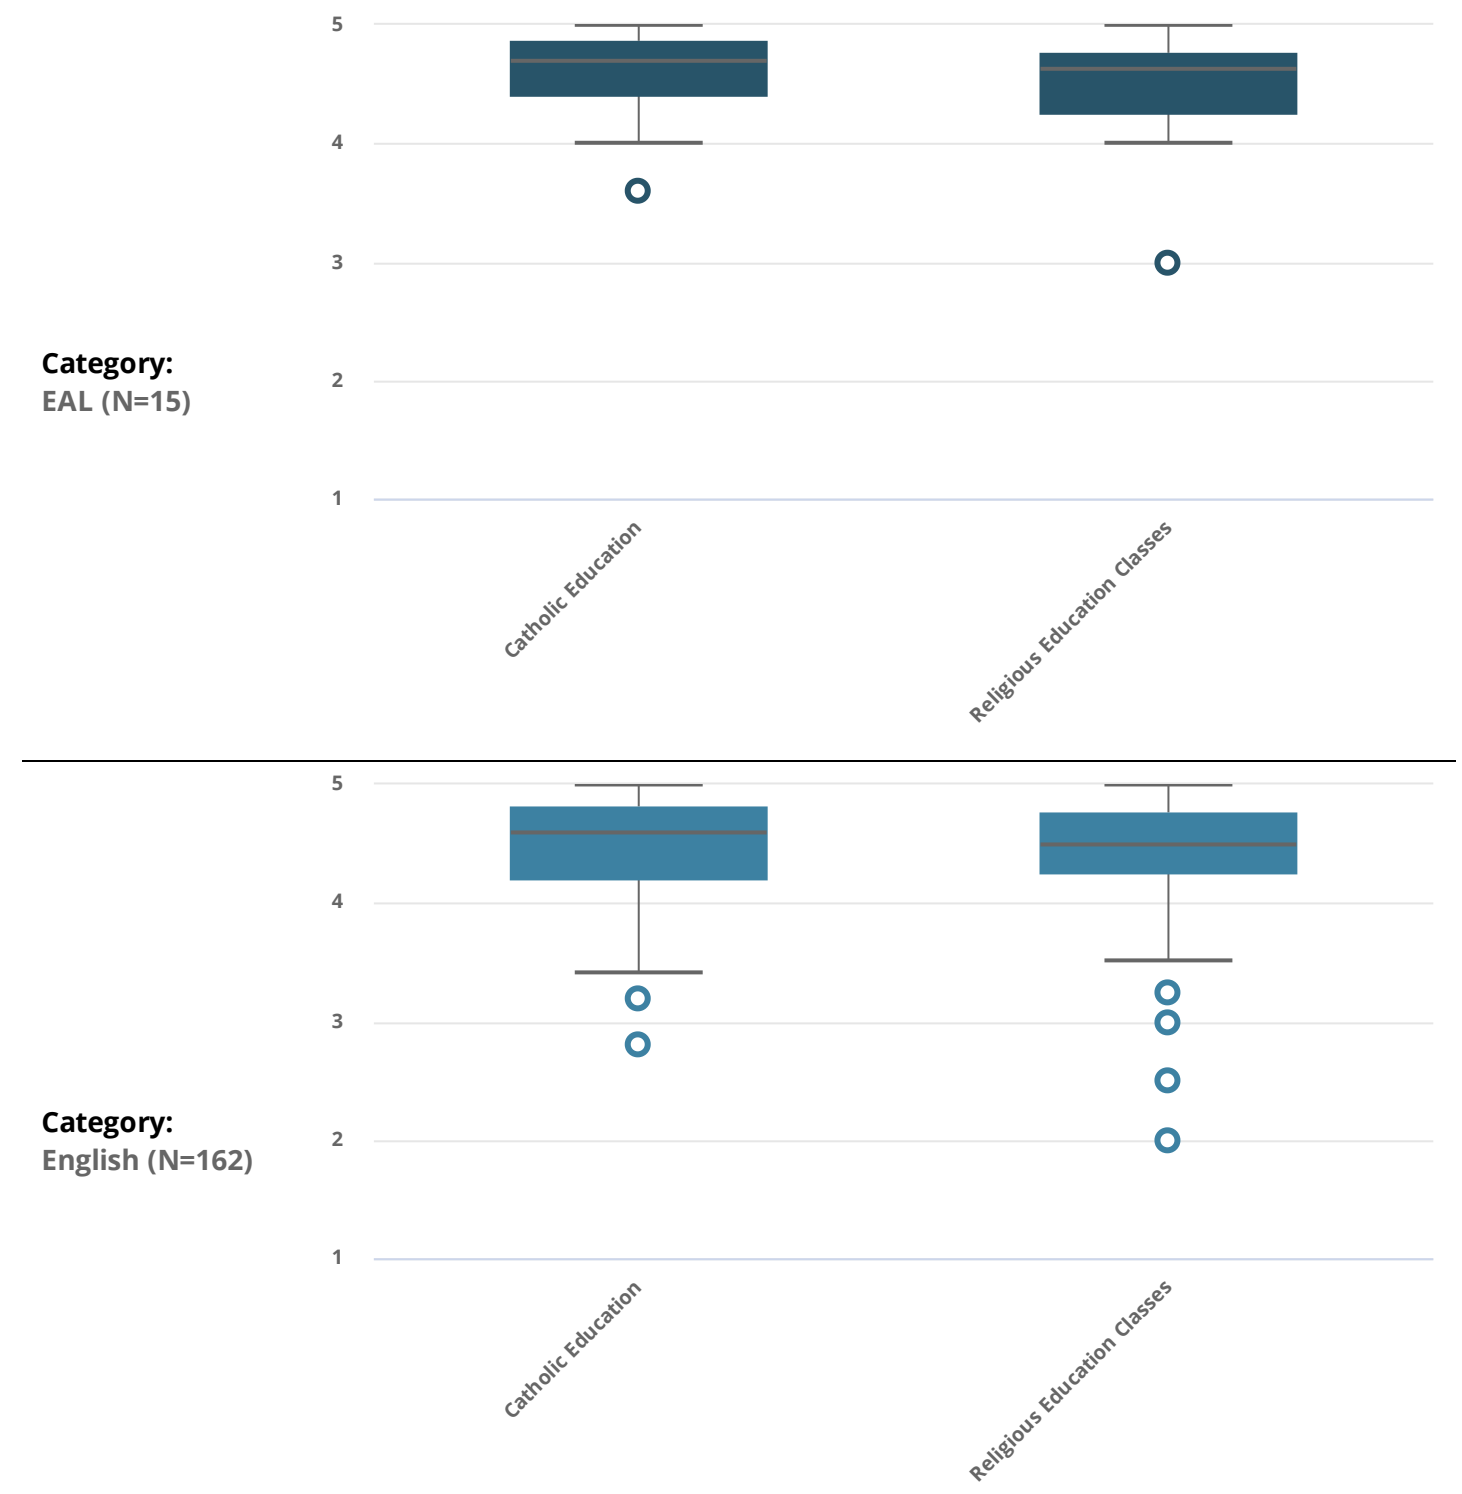 5
4
3
2
1
Category:
EAL (N=15)
Catholic Education
Religious Education Classes
5
4
3
2
1
Category:
English (N=162)
Catholic Education
Religious Education Classes